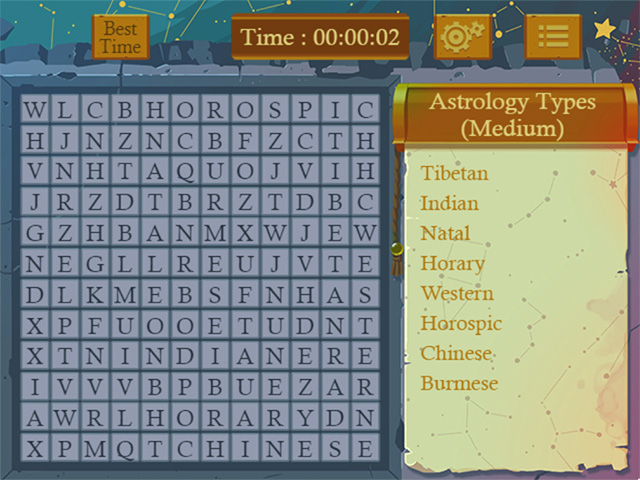 Best
Time
Time : 00:00:02
Astrology Types
(Medium)
W L C B H O R O S P I C
H J N Z N C B F Z C T H
V N H T A Q U O J V I H
J R Z D T B R Z T D B C
G Z H B A N M X W J E W
N E G L L R E U J V T E
D L K M E B S F N H A S
X P F U O O E T U D N T
X T N I N D I A N E R E
I V V V B P B U E Z A R
A W R L H O R A R Y D N
X P M Q T C H I N E S E
Tibetan
Indian
Natal
Horary
Western
Horospic
Chinese
Burmese